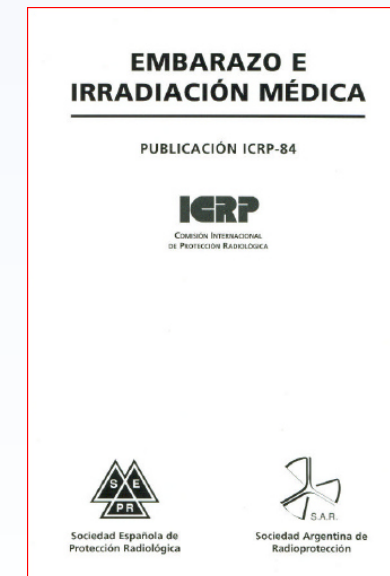 EMBARAZO E
IRRADIACIÓN MÉDICA
PUBLICACIÓN ICRP-84
ICRP
COMISIÓN INTERNACIONAL
DE PROTECCIÓN RADIOLÓGICA
S E
PR
S.A.R.
Sociedad Española de
Protección Radiológica
Sociedad Argentina de
Radioprotección